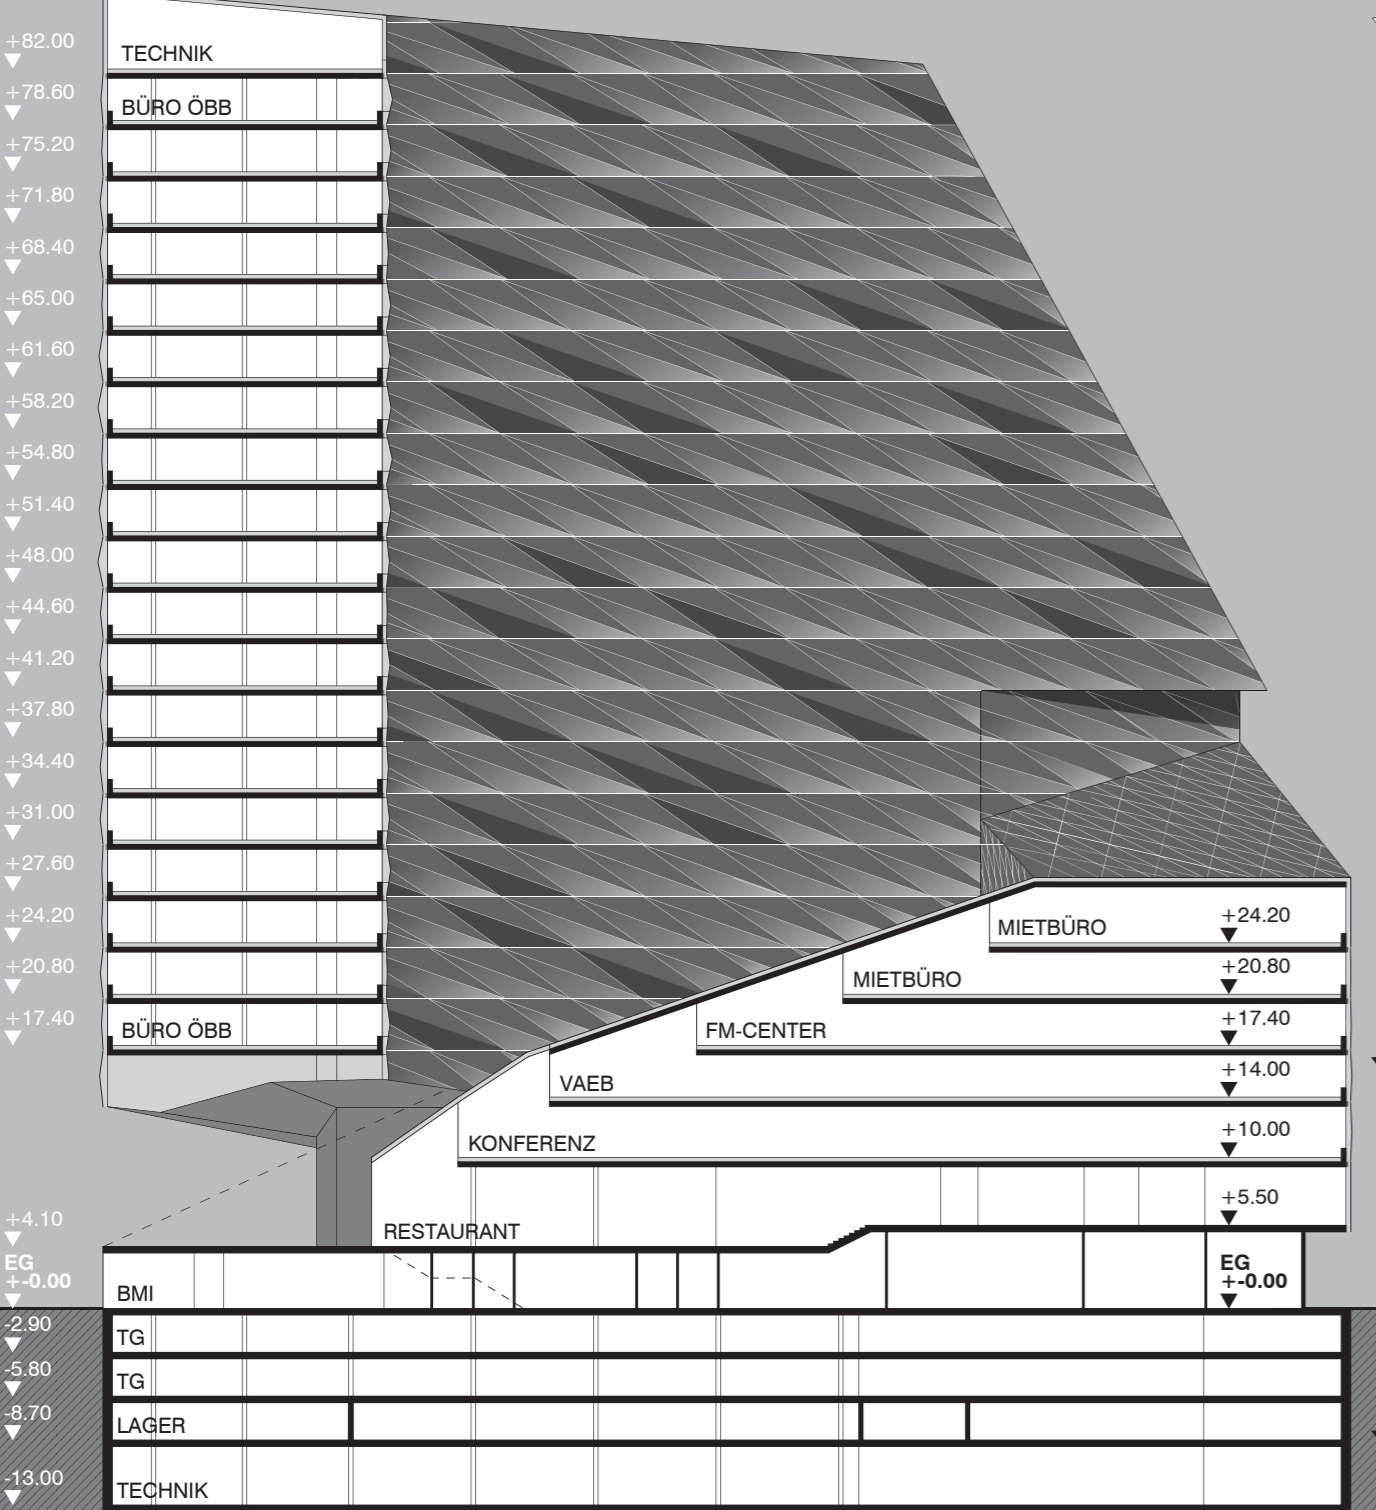 +82.00
TECHNIK
+78.60
BÜRO ÖBB
+75.20
+71.80
+68.40
+65.00
+61.60
+58.20
+54.80
+51.40
+48.00
+44.60
+41.20
+37.80
+34.40
+31.00
+27.60
+24.20
MIETBÜRO
+24.20
+20.80
MIETBÜRO
+20.80
+17.40
BÜRO ÖBB
FM-CENTER
+17.40
VAEB
+14.00
KONFERENZ
+10.00
+4.10
RESTAURANT
+5.50
EG
+-0.00
BMI
EG
+-0.00
-2.90
TG
-5.80
TG
-8.70
LAGER
-13.00
TECHNIK